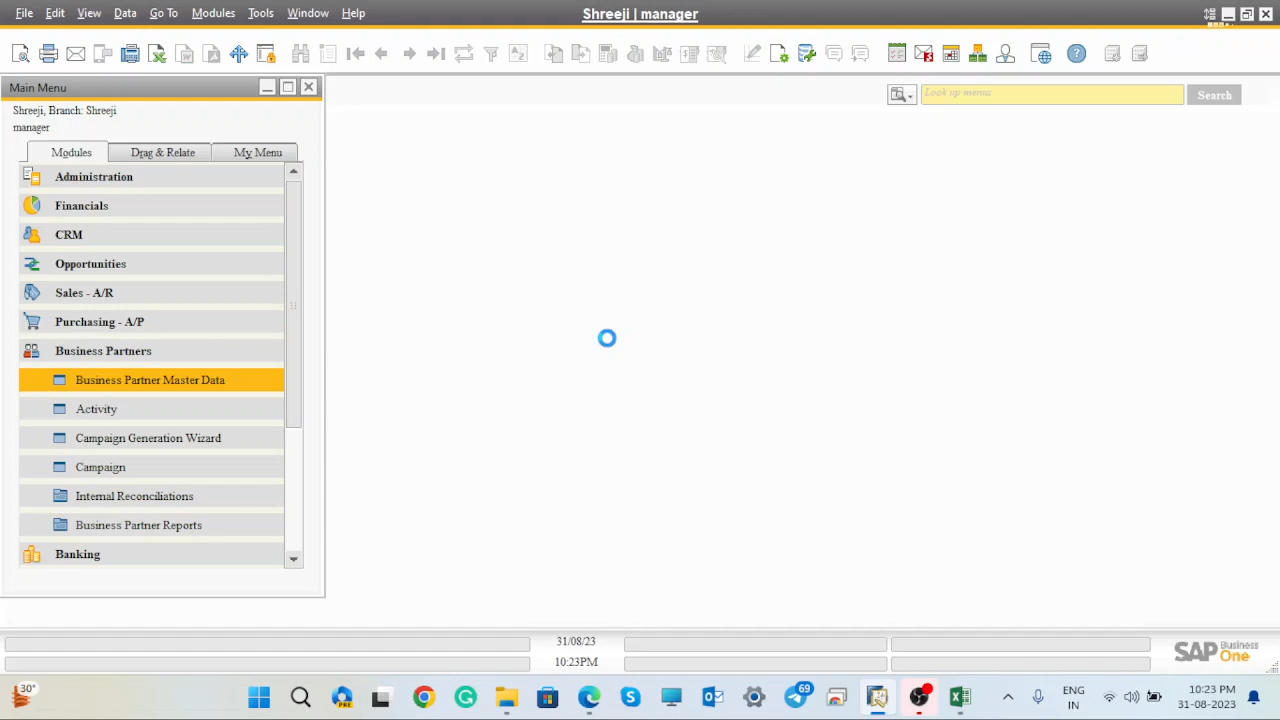 File Edit View Data Go To Modules Tools Window Help
Shreeji | manager
3
Main Menu
Look up menu
Search
Shreeji, Branch: Shreeji
manager
Modules Drag & Relate My Menu
Administration
Financials
CRM
Opportunities
Sales - A/R
Purchasing - A/P
Business Partners
Business Partner Master Data
Activity
Campaign Generation Wizard
Campaign
Internal Reconciliations
Business Partner Reports
Banking
31/08/23
10:23PM
SAP Business One
30°
PRE
69
ENG
IN
10:23 PM
31-08-2023